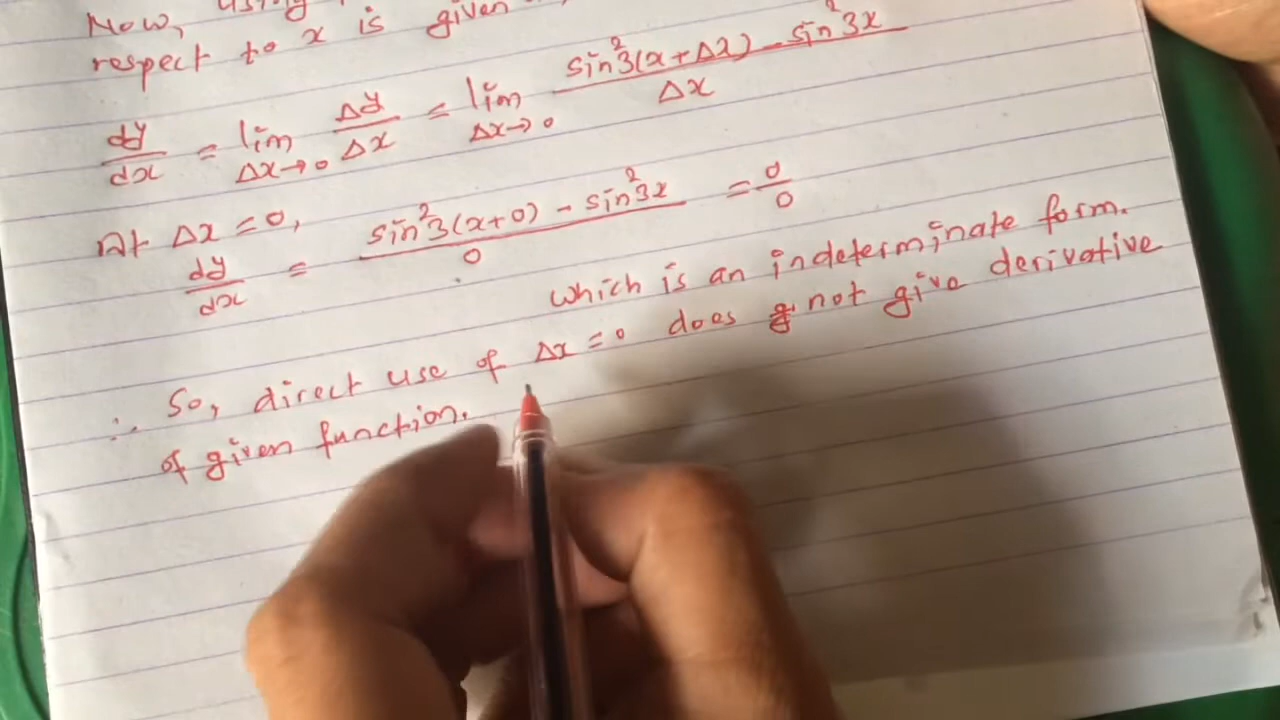 Now, using
respect to x is given
dy/dx = lim Δx→0 Δy/Δx = lim Δx→0 (sin²3(x+Δx) - sin²3x)/Δx
At Δx = 0,
dy/dx = (sin²3(x+0) - sin²3x)/0 = 0/0
which is an indeterminate form.
∴ So, direct use of Δx = 0 does not give derivative
of given function.